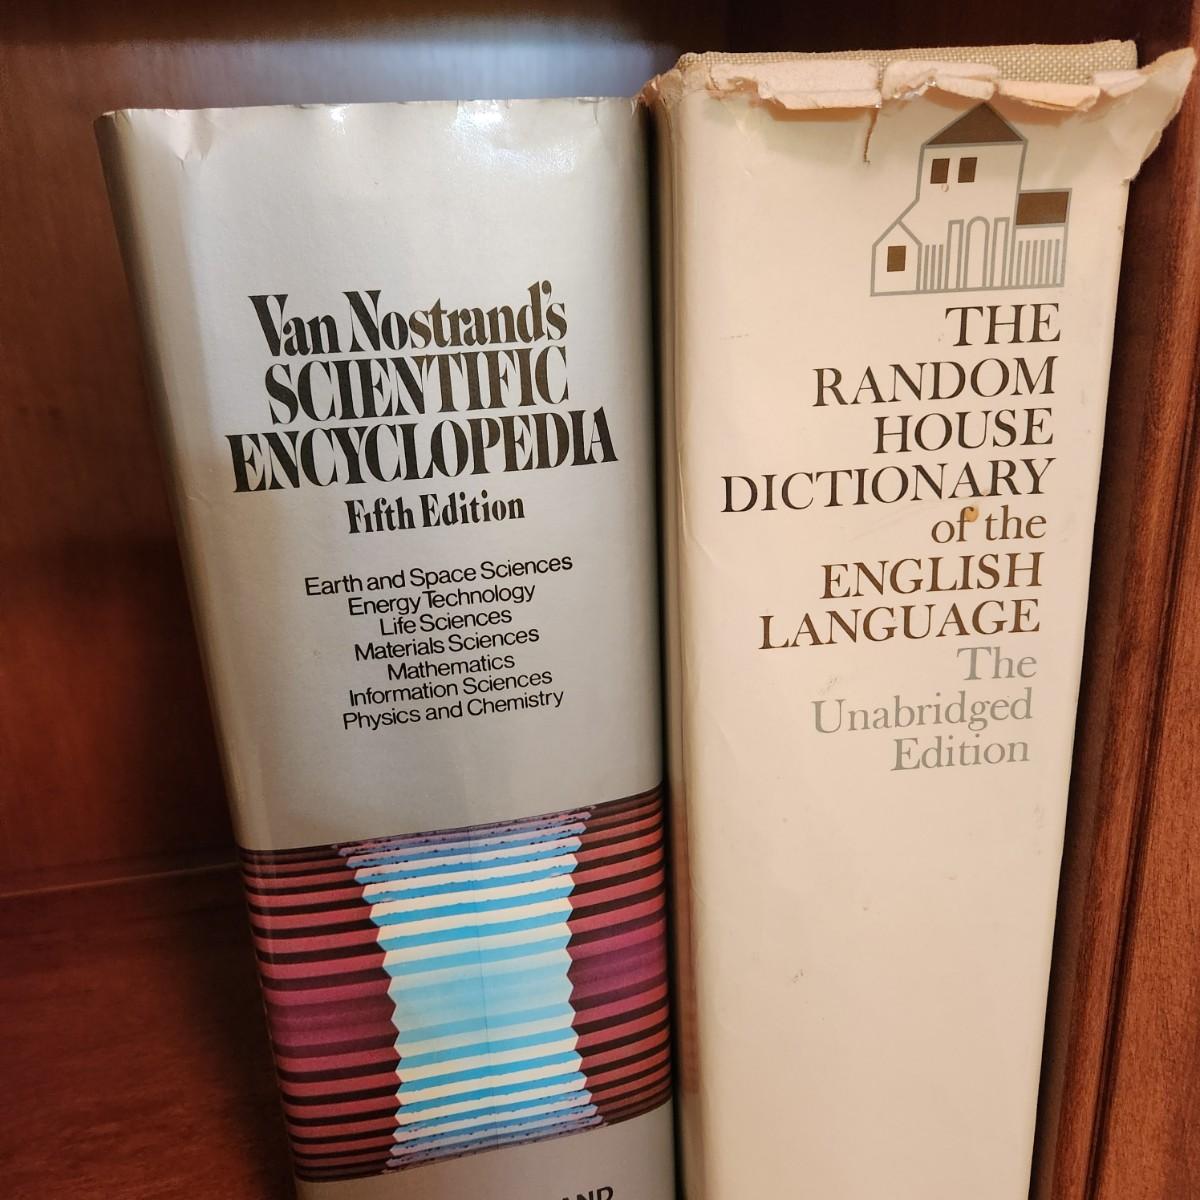 Van Nostrand's
SCIENTIFIC
ENCYCLOPEDIA
Fifth Edition
Earth and Space Sciences
Energy Technology
Life Sciences
Materials Sciences
Mathematics
Information Sciences
Physics and Chemistry
THE
RANDOM
HOUSE
DICTIONARY
of the
ENGLISH
LANGUAGE
The
Unabridged
Edition